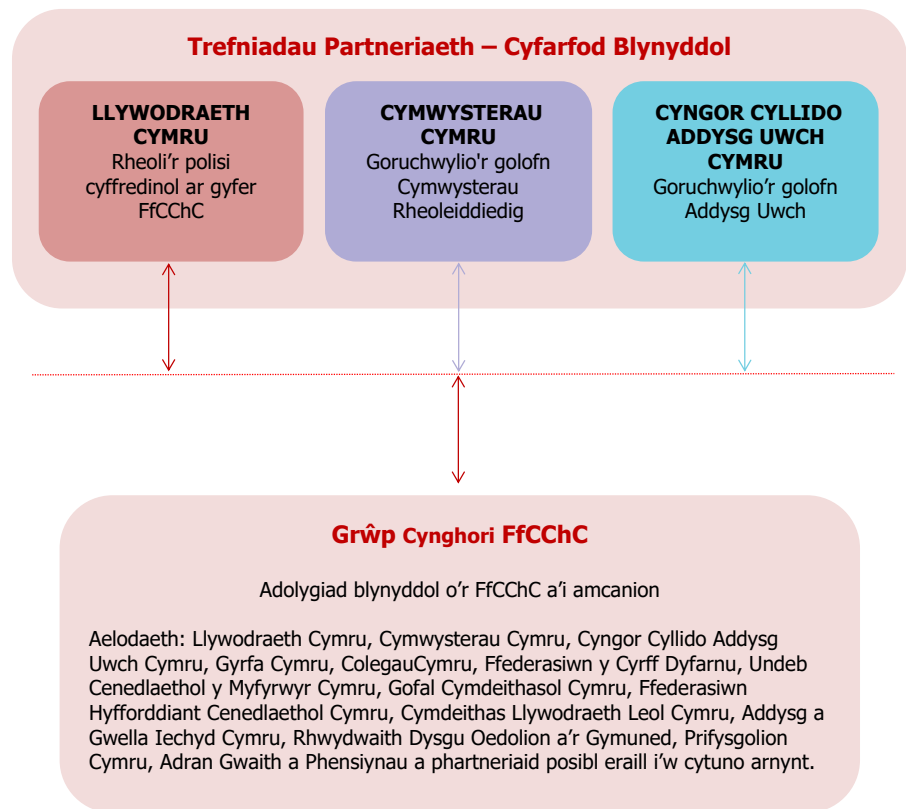 Trefniadau Partneriaeth – Cyfarfod Blynyddol
LLYWODRAETH
CYMRU
Rheoli’r polisi
cyffredinol ar gyfer
FfCChC
CYMWYSTERAU
CYMRU
Goruchwylio'r golofn
Cymwysterau
Rheoleiddiedig
CYNGOR CYLLIDO
ADDYSG UWCH
CYMRU
Goruchwylio’r golofn
Addysg Uwch
Grŵp Cynghori FfCChC
Adolygiad blynyddol o’r FfCChC a’i amcanion
Aelodaeth: Llywodraeth Cymru, Cymwysterau Cymru, Cyngor Cyllido Addysg
Uwch Cymru, Gyrfa Cymru, ColegauCymru, Ffederasiwn y Cyrff Dyfarnu, Undeb
Cenedlaethol y Myfyrwyr Cymru, Gofal Cymdeithasol Cymru, Ffederasiwn
Hyfforddiant Cenedlaethol Cymru, Cymdeithas Llywodraeth Leol Cymru, Addysg a
Gwella Iechyd Cymru, Rhwydwaith Dysgu Oedolion a’r Gymuned, Prifysgolion
Cymru, Adran Gwaith a Phensiynau a phartneriaid posibl eraill i’w cytuno arnynt.